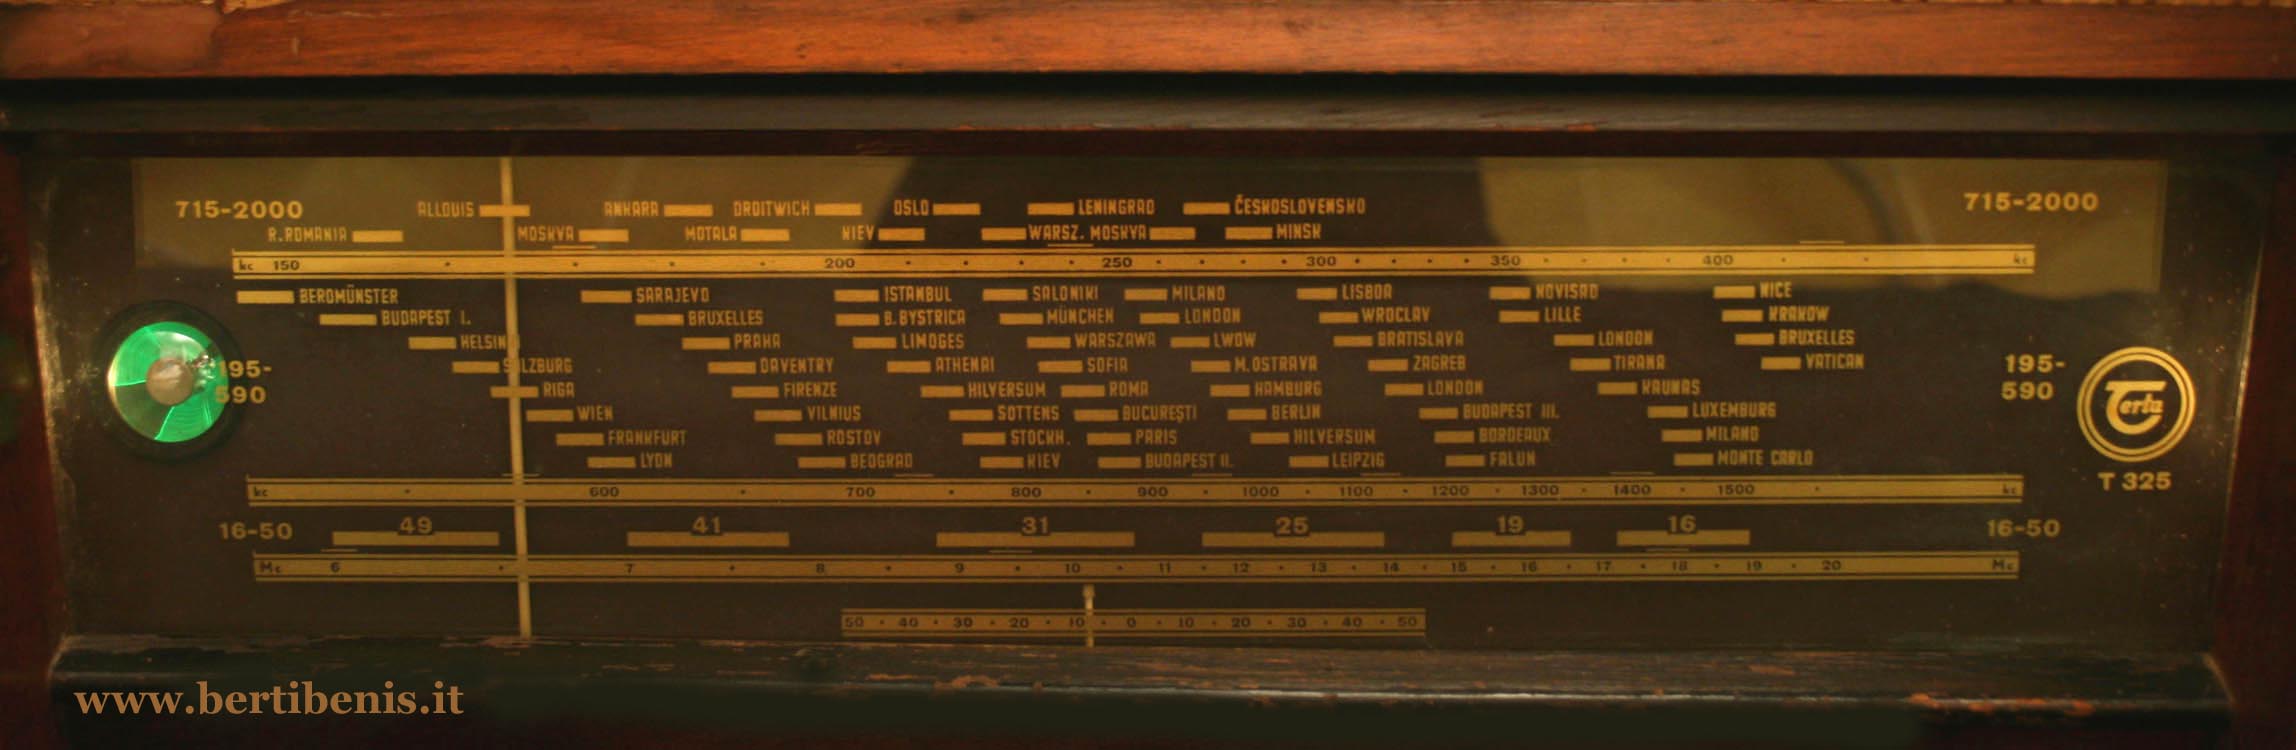 715-2000 ALLOUIS ANKARA DROITWICH OSLO LENINGRAD ČESKOSLOVENSKO 715-2000
R.ROMANIA MOSKVA MOTALA KIEV WARSZ. MOSKVA MINSK
kc 150 200 250 300 350 400 kc
BEROMÜNSTER SARAJEVO ISTANBUL SALONIKI MILANO LISBOA NOVISAD NICE
BUDAPEST I. BRUXELLES B.BYSTRICA MÜNCHEN LONDON WROCLAV LILLE KRAKOW
HELSIN PRAHA LIMOGES WARSZAWA LWOW BRATISLAVA LONDON BRUXELLES
195- SALZBURG DAVENTRY ATHENAI SOFIA M.OSTRAVA ZAGREB TIRANA VATICAN 195-
590 RIGA FIRENZE HILVERSUM ROMA HAMBURG LONDON KAUNAS 590
WIEN VILNIUS SOTTENS BUCUREŞTI BERLIN BUDAPEST III. LUXEMBURG Terta
FRANKFURT ROSTOV STOCKH. PARIS HILVERSUM BORDEAUX MILANO
LYON BEOGRAD KIEV BUDAPEST II. LEIPZIG FALUN MONTE CARLO
T 325
kc 600 700 800 900 1000 1100 1200 1300 1400 1500 kc
16-50 49 41 31 25 19 16 16-50
Mc 6 7 8 9 10 11 12 13 14 15 16 17 18 19 20 Mc
50 40 30 20 10 0 10 20 30 40 50
www.bertibenis.it